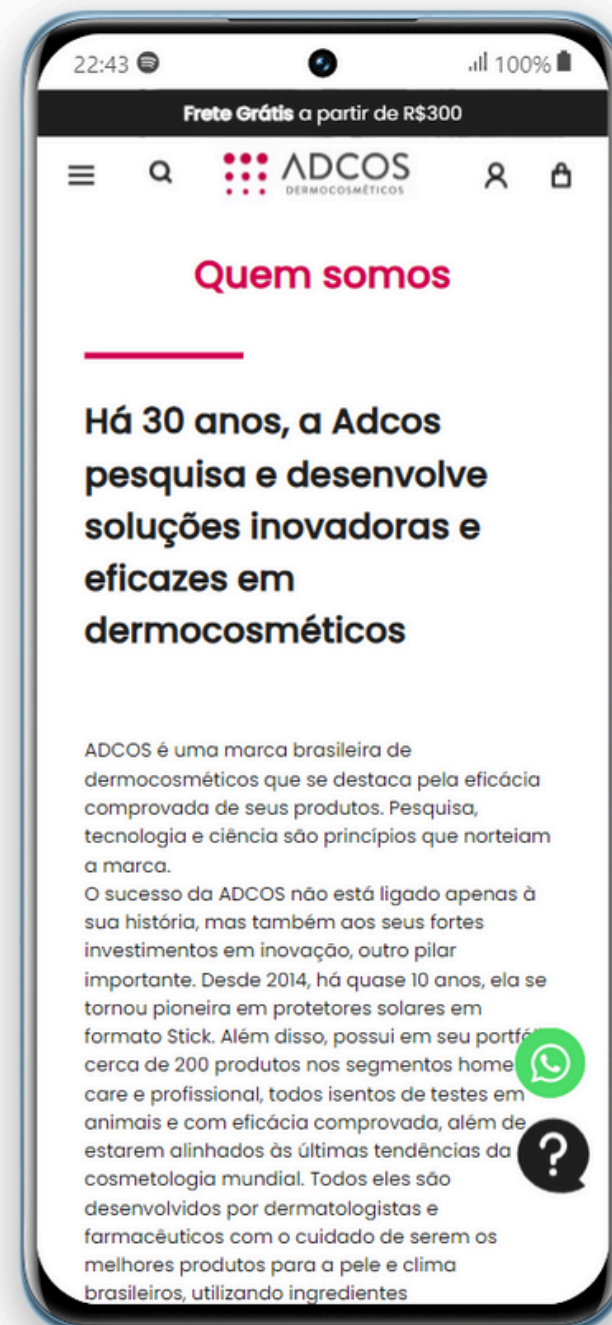 22:43
100%
Frete Grátis a partir de R$300
ADCOS
DERMOCOSMÉTICOS
Quem somos
Há 30 anos, a Adcos
pesquisa e desenvolve
soluções inovadoras e
eficazes em
dermocosméticos
ADCOS é uma marca brasileira de
dermocosméticos que se destaca pela eficácia
comprovada de seus produtos. Pesquisa,
tecnologia e ciência são princípios que norteiam
a marca.
O sucesso da ADCOS não está ligado apenas à
sua história, mas também aos seus fortes
investimentos em inovação, outro pilar
importante. Desde 2014, há quase 10 anos, ela se
tornou pioneira em protetores solares em
formato Stick. Além disso, possui em seu
cerca de 200 produtos nos segmentos home
care e profissional, todos isentos de testes em
animais e com eficácia comprovada, além de
estarem alinhados às últimas tendências da
cosmetologia mundial. Todos eles são
desenvolvidos por dermatologistas e
farmacêuticos com o cuidado de serem os
melhores produtos para a pele e clima
brasileiros, utilizando ingredientes
?